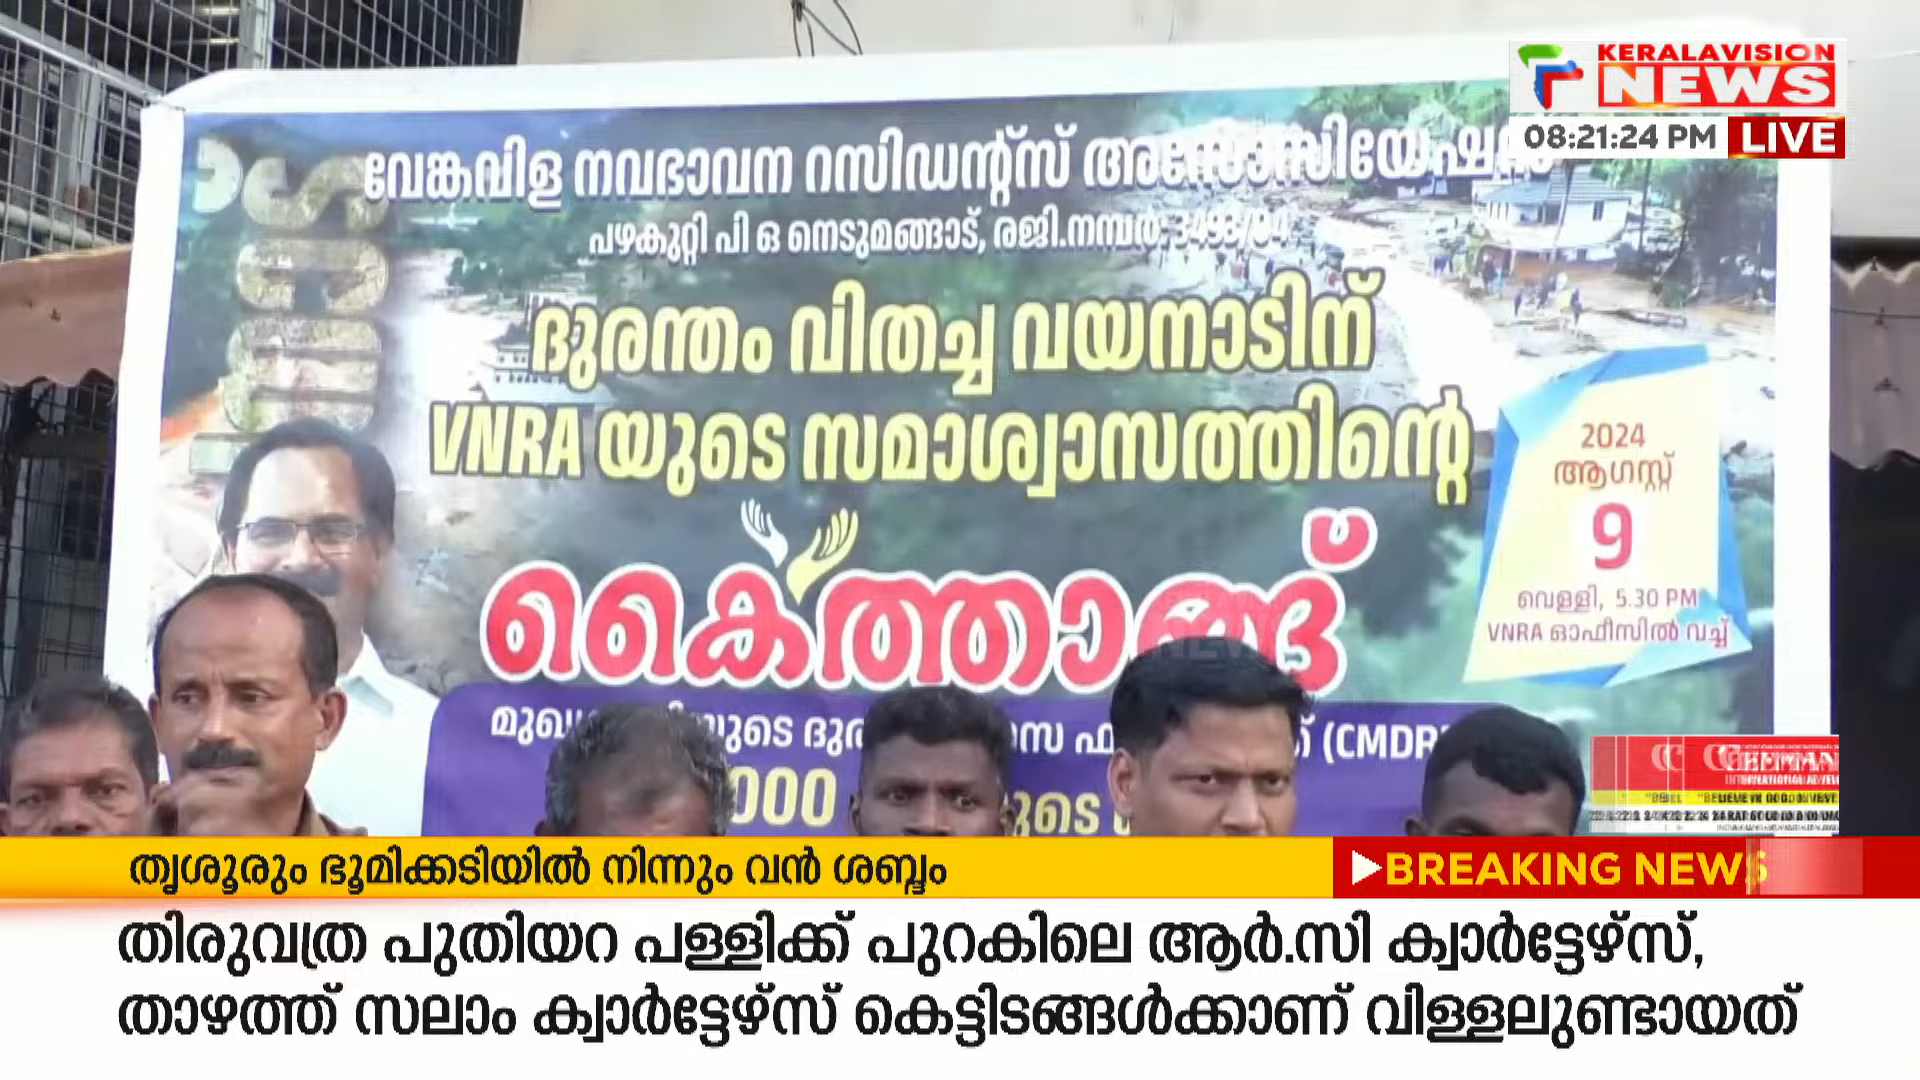 KERALAVISION
NEWS
08:21:24 PM LIVE
വേങ്കവിള നവഭാവന റസിഡന്റ്സ് അസോസിയേഷൻ
പഴകുറ്റി പി ഒ നെടുമങ്ങാട്, രജി.നമ്പർ:
ദുരന്തം വിതച്ച വയനാടിന്
VNRA യുടെ സമാശ്വാസത്തിന്റെ
കൈത്താങ്ങ്
2024
ആഗസ്റ്റ്
9
വെള്ളി, 5.30 PM
VNRA ഓഫീസിൽ വച്ച്
തൃശൂരും ഭൂമിക്കടിയിൽ നിന്നും വൻ ശബ്ദം
BREAKING NEWS
തിരുവത്ര പുതിയറ പള്ളിക്ക് പുറകിലെ ആർ.സി ക്വാർട്ടേഴ്സ്,
താഴത്ത് സലാം ക്വാർട്ടേഴ്സ് കെട്ടിടങ്ങൾക്കാണ് വിള്ളലുണ്ടായത്